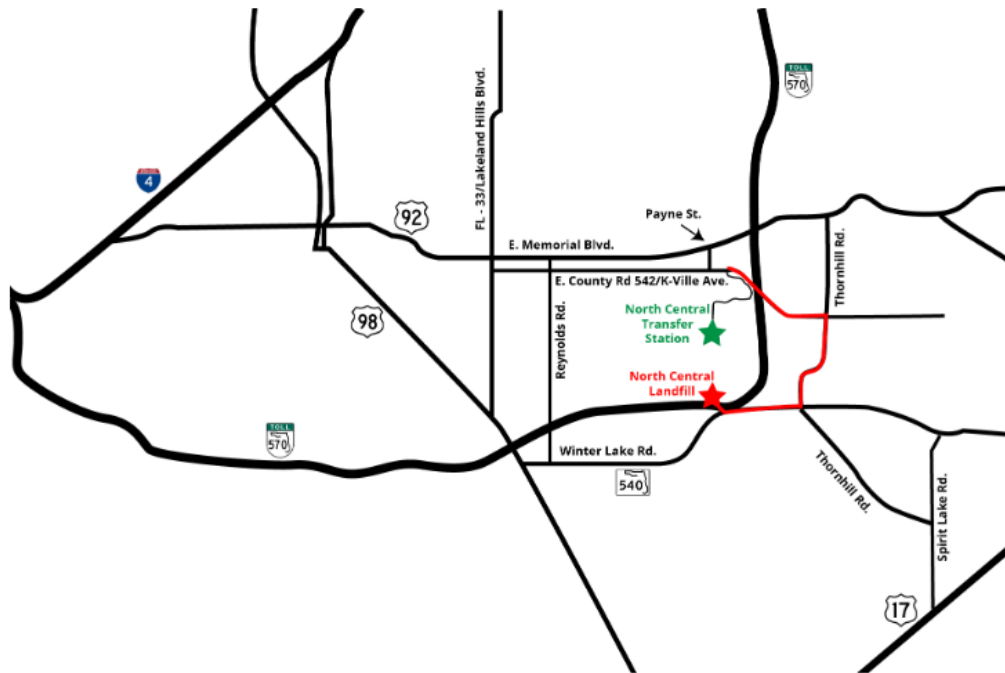 TOLL
570
FL - 33/Lakeland Hills Blvd.
4
92
Payne St.
E. Memorial Blvd.
Thornhill Rd.
E. County Rd 542/K-Ville Ave.
98
Reynolds Rd.
North Central
Transfer
Station
North Central
Landfill
TOLL
570
Winter Lake Rd.
540
Thornhill Rd.
Spirit Lake Rd.
17